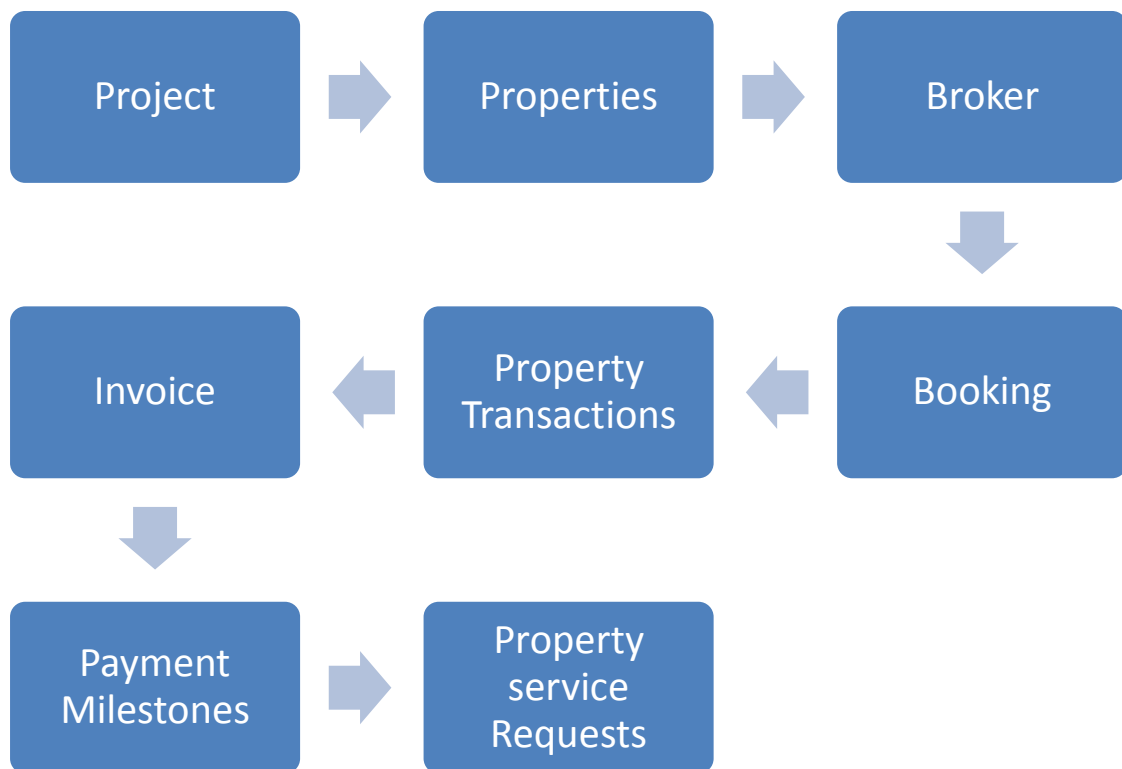 Project
Properties
Broker
Booking
Property
Transactions
Invoice
Payment
Milestones
Property
service
Requests